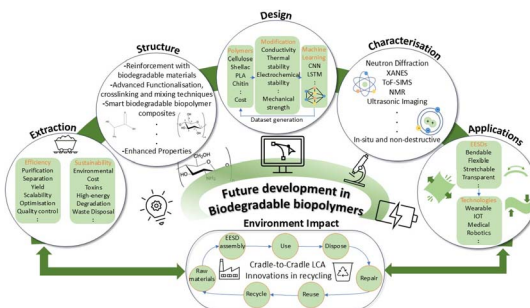 Design
Polymers
Cellulose
Shellac
PLA
Chitin
⋮
Cost
Modification
Conductivity
Thermal
stability
Electrochemical
stability
⋮
Mechanical
strength
Machine
Learning
CNN
LSTM
⋮
Dataset generation
Structure
-Reinforcement with
biodegradable materials
-Advanced Functionalisation,
crosslinking and mixing techniques
-Smart biodegradable biopolymer
composites
⋮
-Enhanced Properties
Characterisation
Neutron Diffraction
XANES
ToF-SIMS
NMR
Ultrasonic Imaging
⋮
In-situ and non-destructive
Extraction
Efficiency
Purification
Separation
Yield
Scalability
Optimisation
Quality control
⋮
Sustainability
Environmental
Cost
Toxins
High-energy
Degradation
Waste Disposal
⋮
Applications
EESDs
Bendable
Flexible
Stretchable
Transparent
Technologies
Wearable
IOT
Medical
Robotics
⋮
Future development in
Biodegradable biopolymers
Environment Impact
EESD
assembly
Use
Dispose
Raw
materials
Cradle-to-Cradle LCA
Innovations in recycling
Repair
Recycle
Reuse